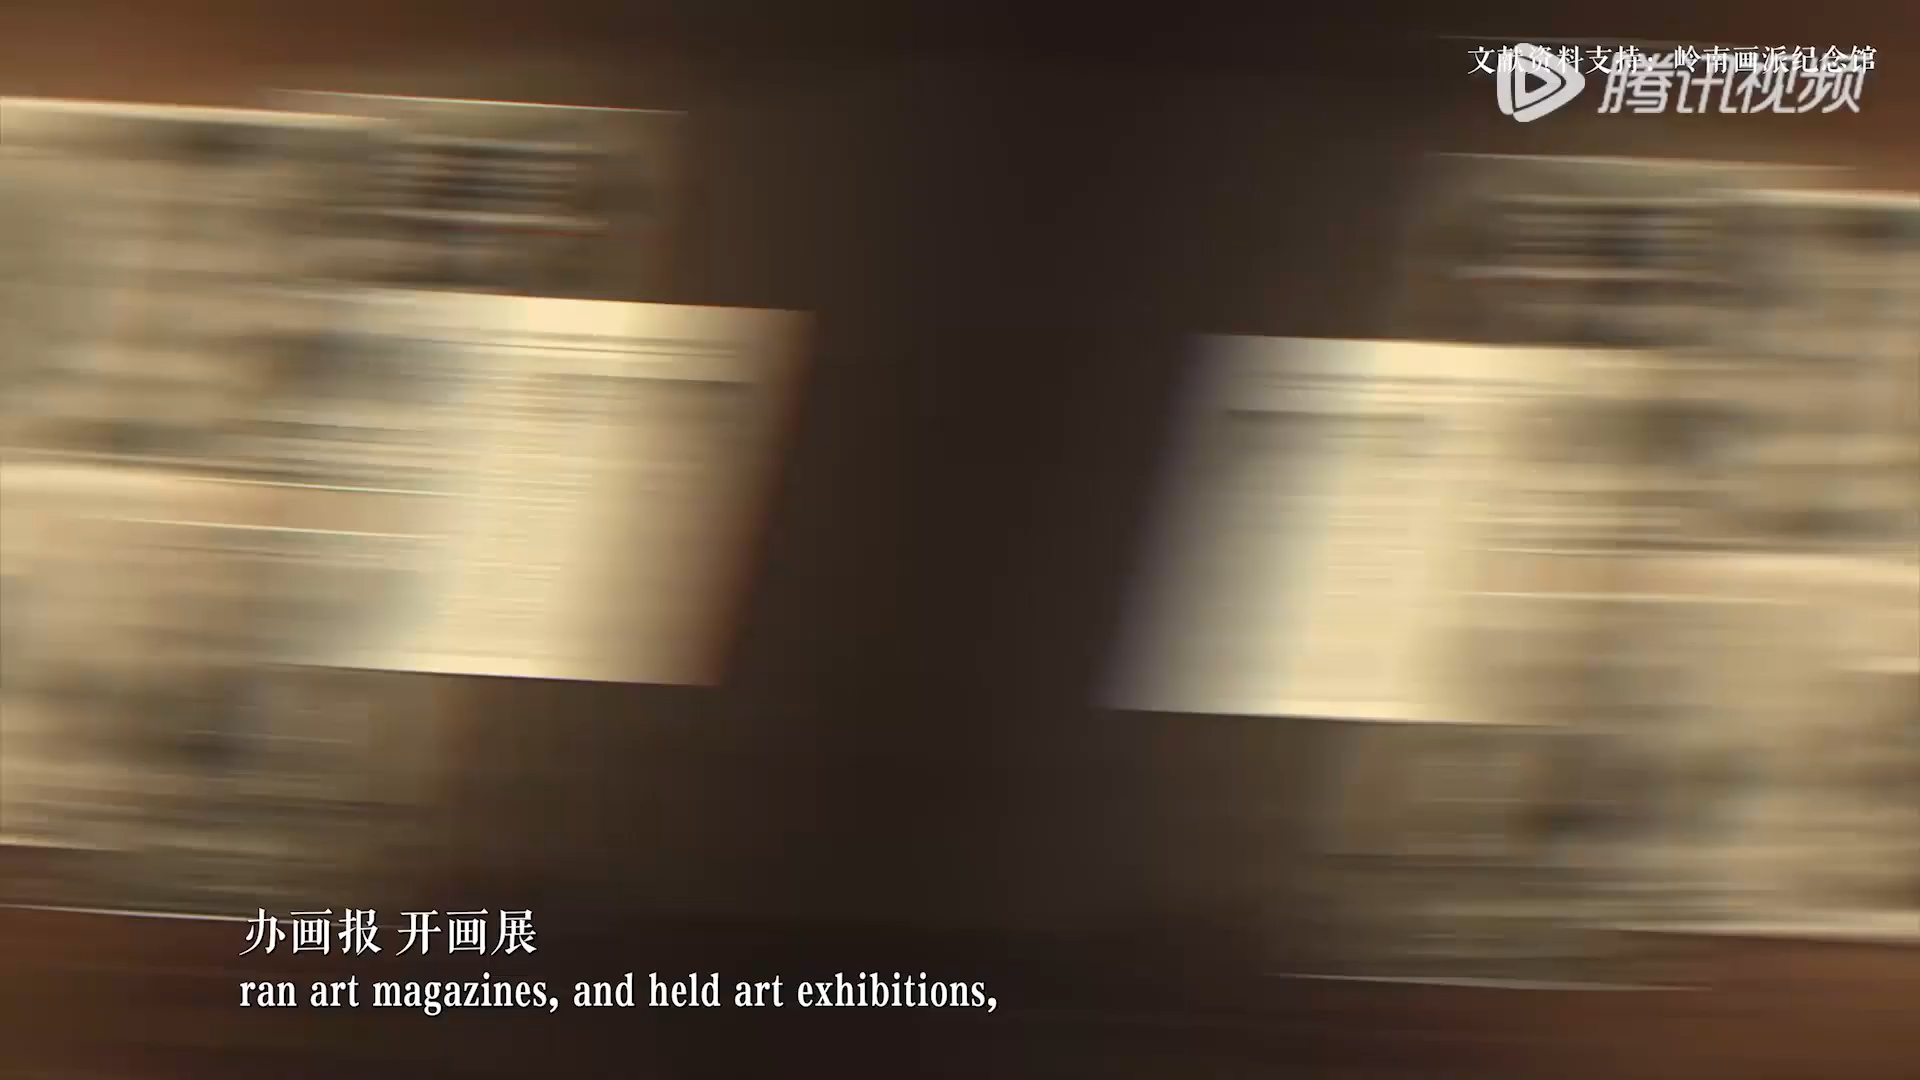 文献资料支持：岭南画派纪念馆
腾讯视频
办画报 开画展
ran art magazines, and held art exhibitions,